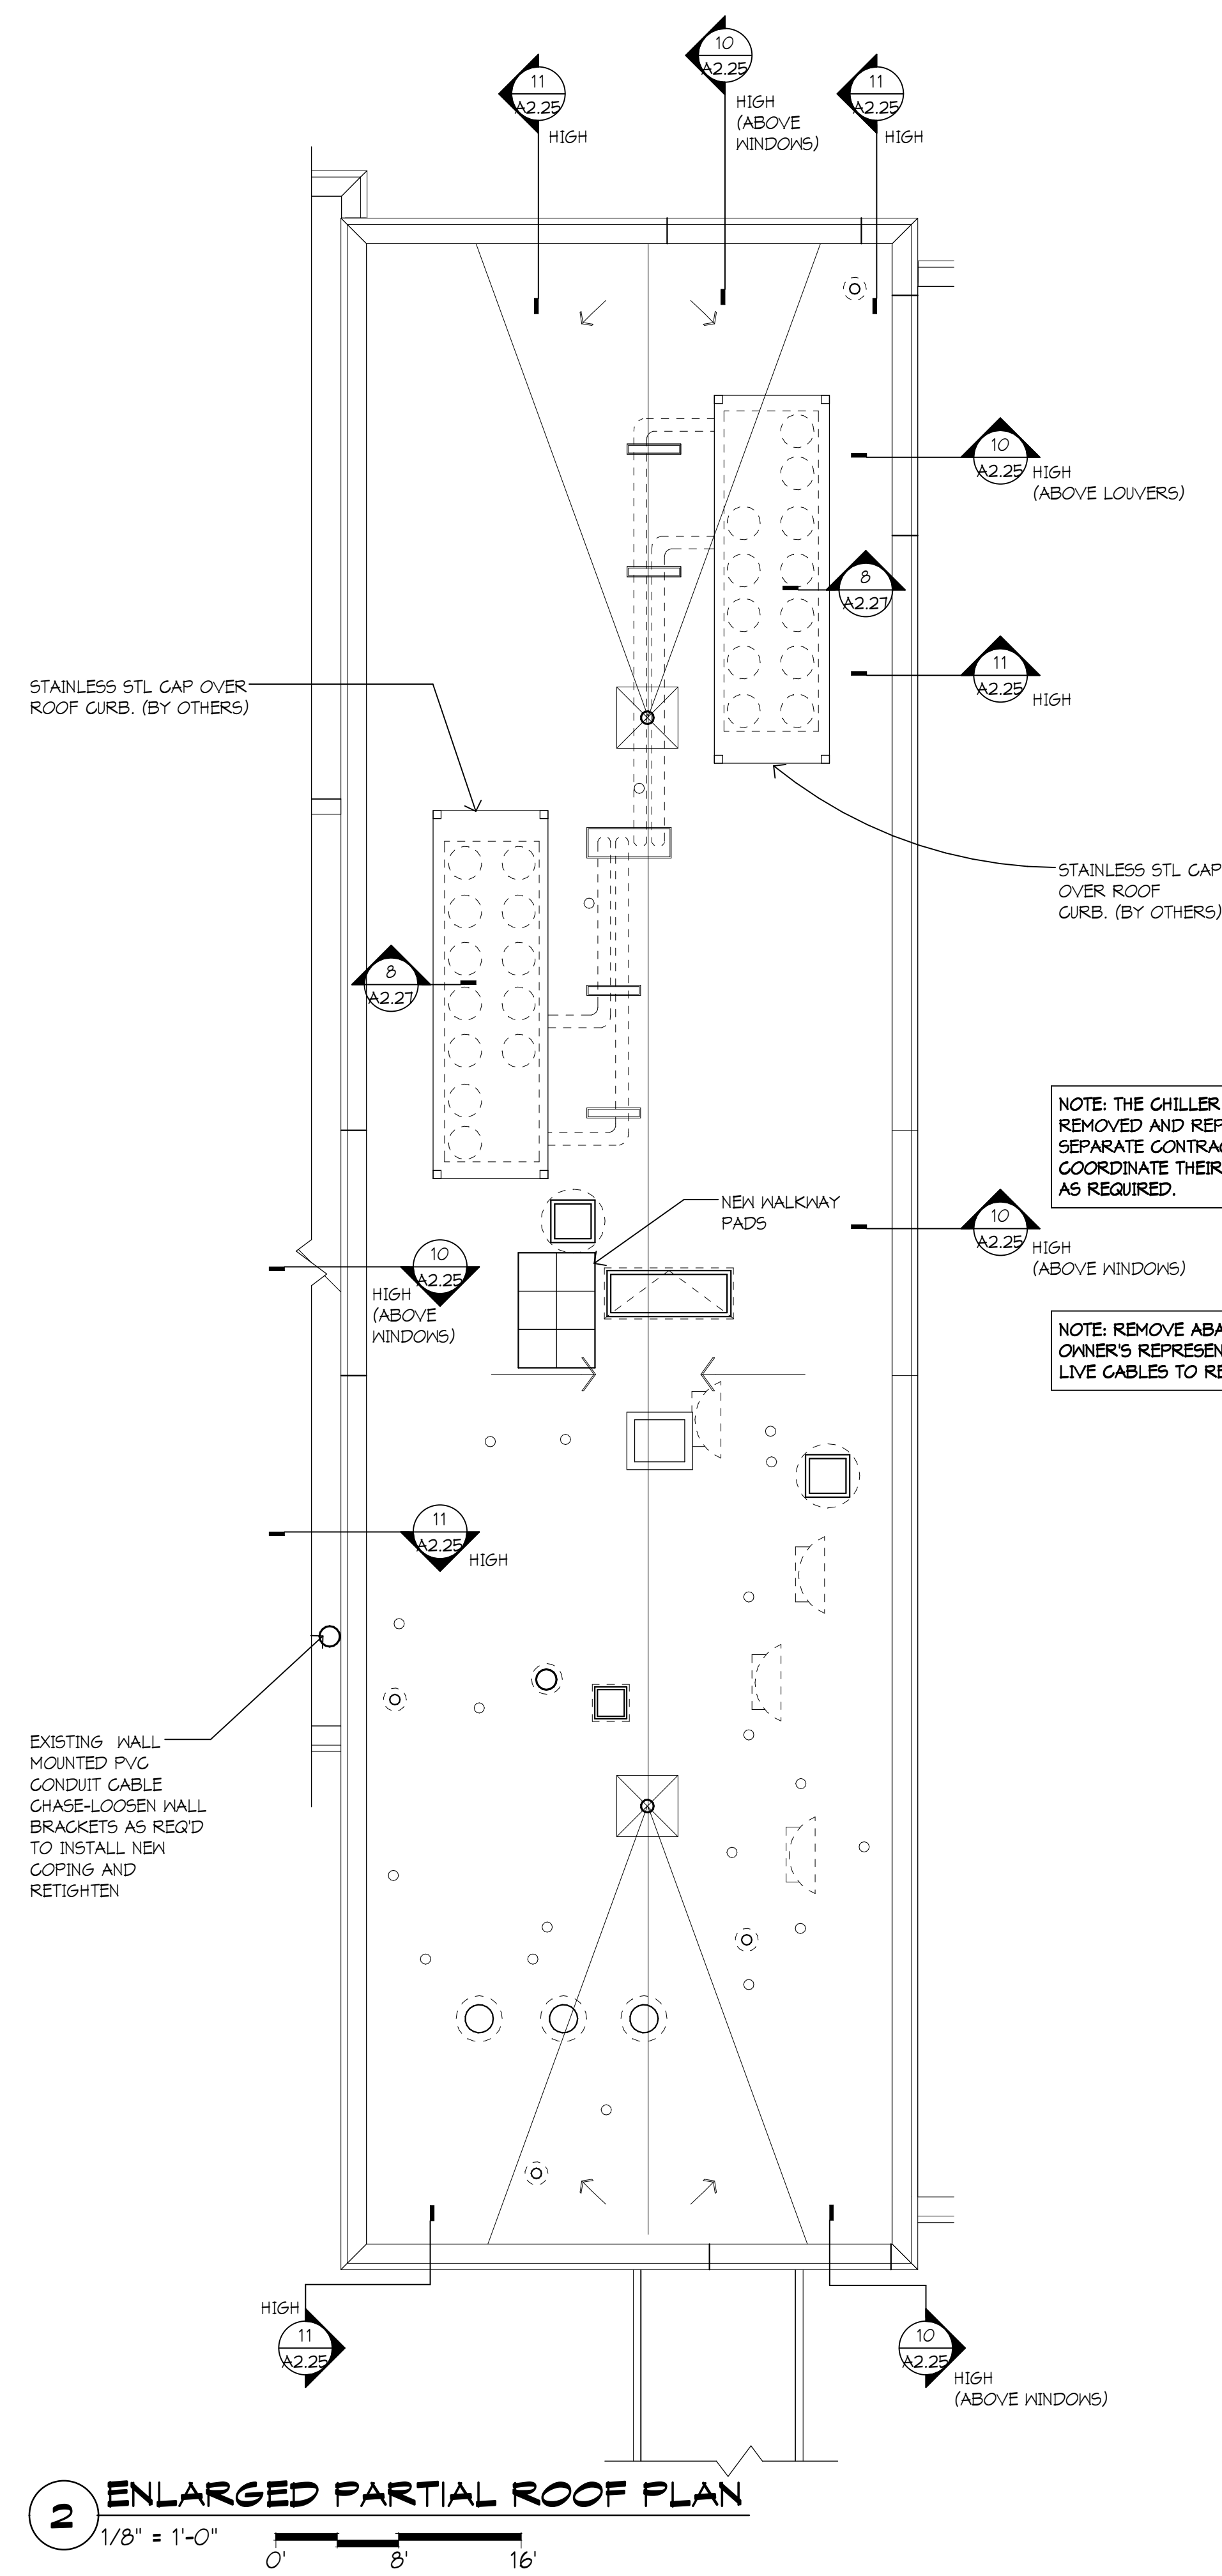 10
A2.25
HIGH
(ABOVE
WINDOWS)
11
A2.25
HIGH
11
A2.25
HIGH
10
A2.25
HIGH
(ABOVE LOUVERS)
8
A2.27
11
A2.25
HIGH
STAINLESS STL CAP OVER
ROOF CURB. (BY OTHERS)
STAINLESS STL CAP
OVER ROOF
CURB. (BY OTHERS)
8
A2.27
NOTE: THE CHILLER
REMOVED AND REP
SEPARATE CONTRAC
COORDINATE THEIR
AS REQUIRED.
NEW WALKWAY
PADS
10
A2.25
HIGH
(ABOVE WINDOWS)
10
A2.25
HIGH
(ABOVE
WINDOWS)
NOTE: REMOVE ABA
OWNER'S REPRESEN
LIVE CABLES TO RE
11
A2.25
HIGH
EXISTING WALL
MOUNTED PVC
CONDUIT CABLE
CHASE-LOOSEN WALL
BRACKETS AS REQ'D
TO INSTALL NEW
COPING AND
RETIGHTEN
HIGH
11
A2.25
10
A2.25
HIGH
(ABOVE WINDOWS)
2
ENLARGED PARTIAL ROOF PLAN
1/8" = 1'-0"
0' 8' 16'